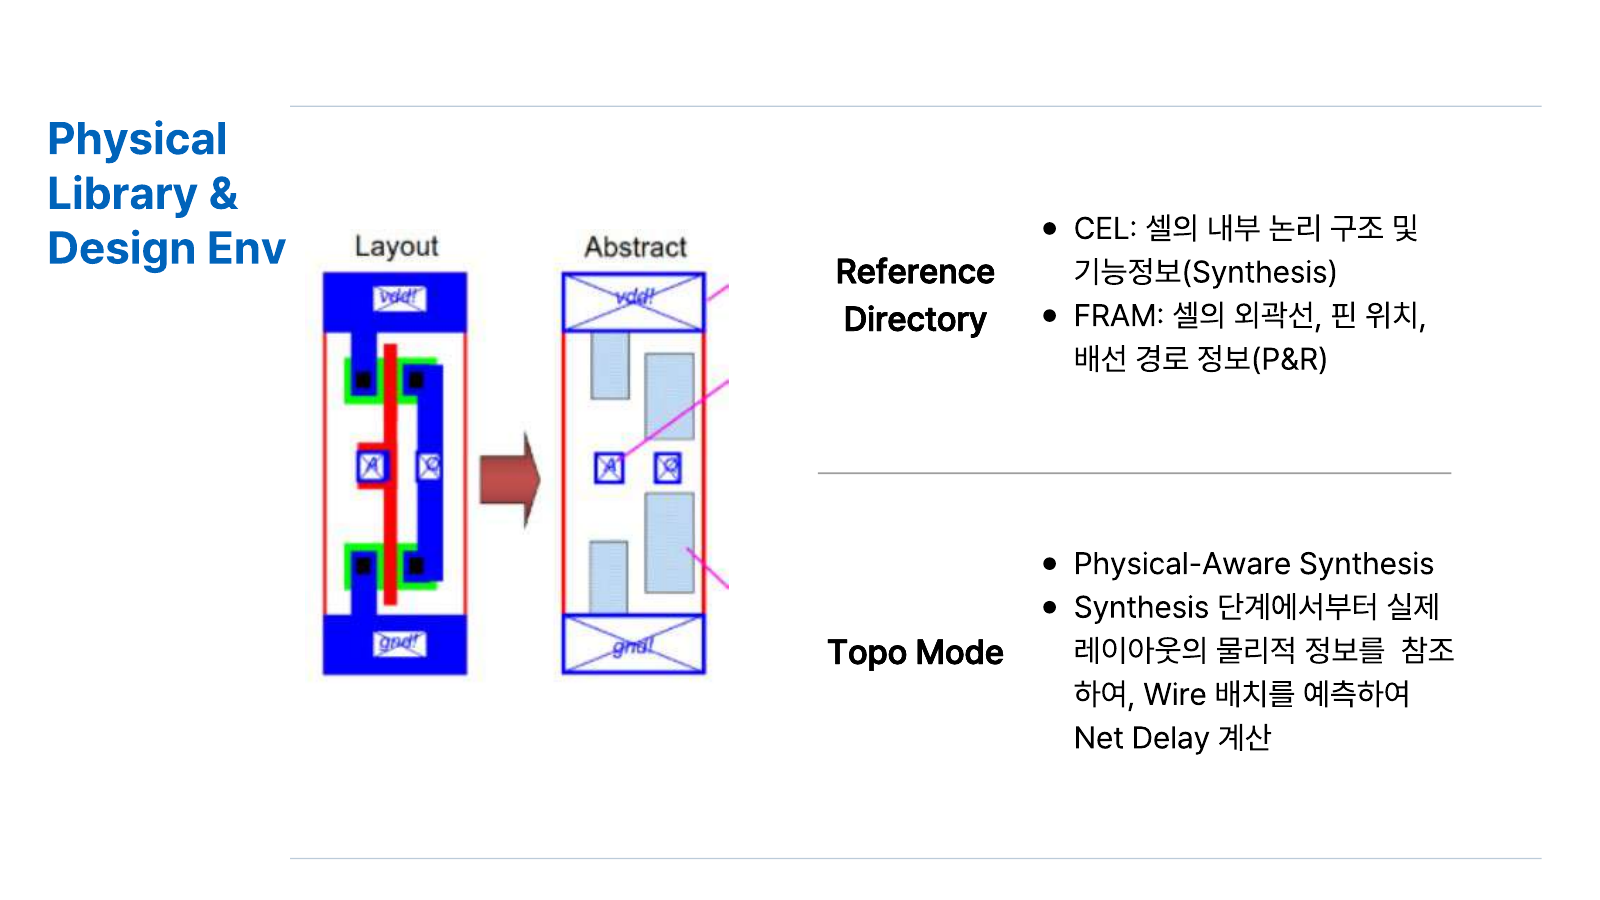 Physical
Library &
Design Env
Layout
Abstract
vdd!
vdd!
A
Q
A
Q
gnd!
gnd!
Reference
Directory
• CEL: 셀의 내부 논리 구조 및
기능정보(Synthesis)
• FRAM: 셀의 외곽선, 핀 위치,
배선 경로 정보(P&R)
Topo Mode
• Physical-Aware Synthesis
• Synthesis 단계에서부터 실제
레이아웃의 물리적 정보를  참조
하여, Wire 배치를 예측하여
Net Delay 계산